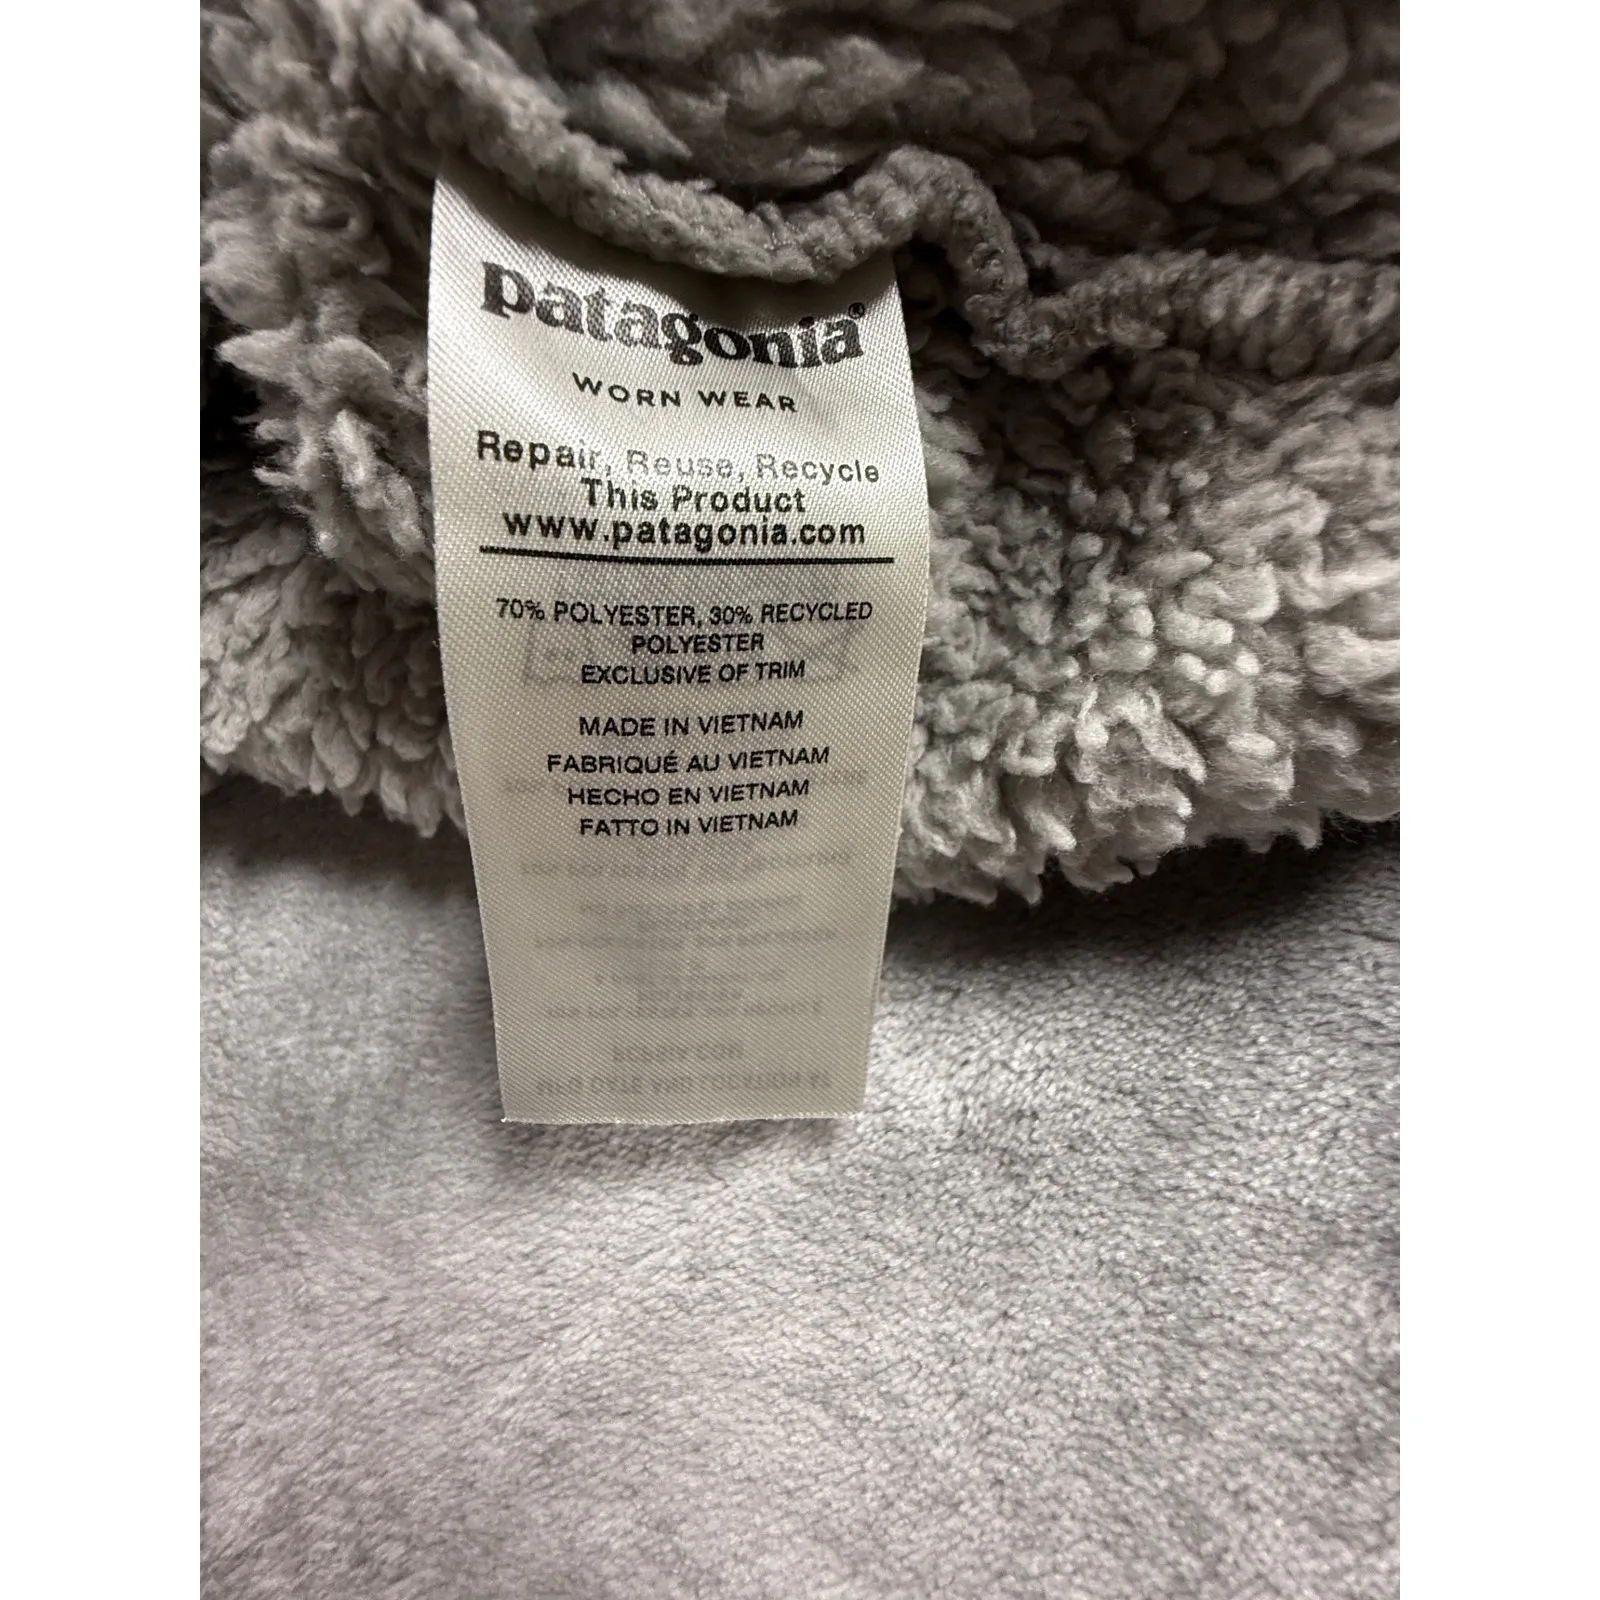 patagonia®
WORN WEAR
Repair, Reuse, Recycle
This Product
www.patagonia.com
70% POLYESTER, 30% RECYCLED
POLYESTER
EXCLUSIVE OF TRIM
MADE IN VIETNAM
FABRIQUÉ AU VIETNAM
HECHO EN VIETNAM
FATTO IN VIETNAM